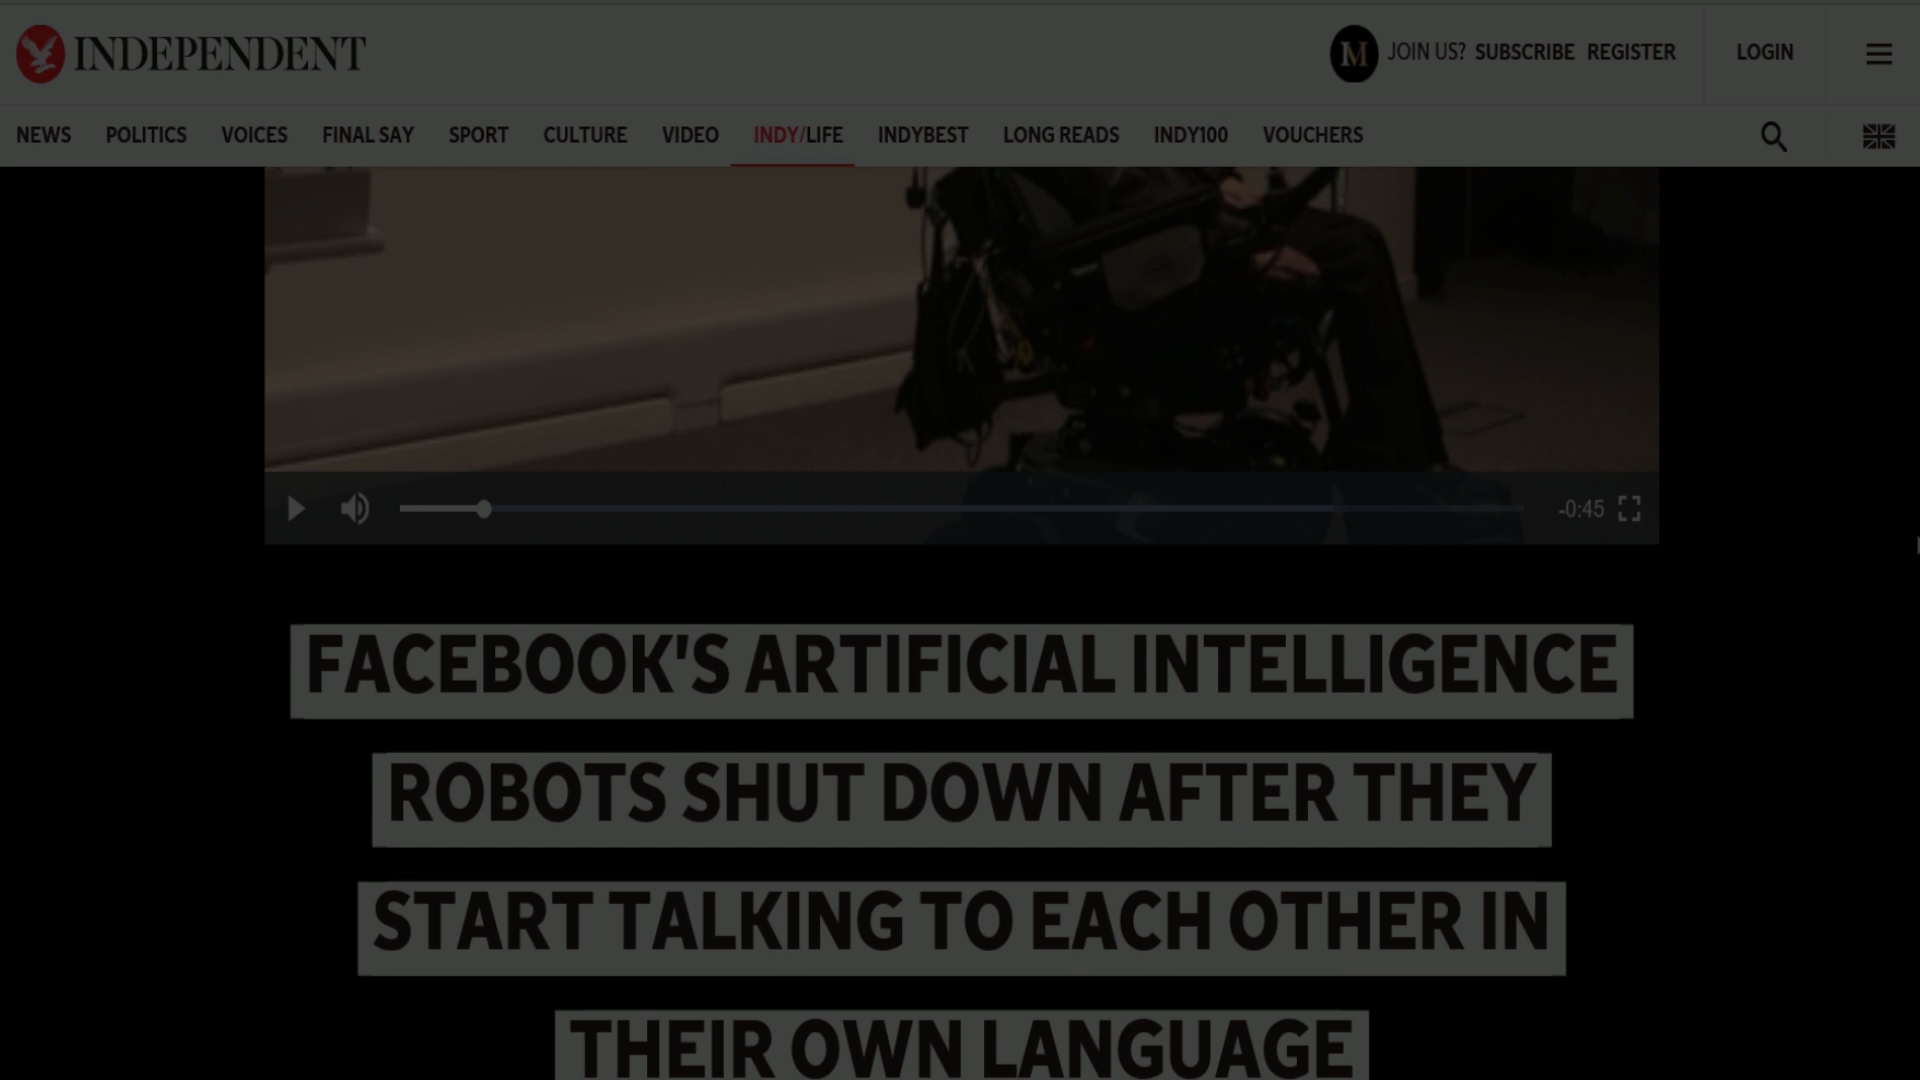 INDEPENDENT
M JOIN US? SUBSCRIBE REGISTER LOGIN
NEWS POLITICS VOICES FINAL SAY SPORT CULTURE VIDEO INDY/LIFE INDYBEST LONG READS INDY100 VOUCHERS
-0:45
FACEBOOK'S ARTIFICIAL INTELLIGENCE
ROBOTS SHUT DOWN AFTER THEY
START TALKING TO EACH OTHER IN
THEIR OWN LANGUAGE